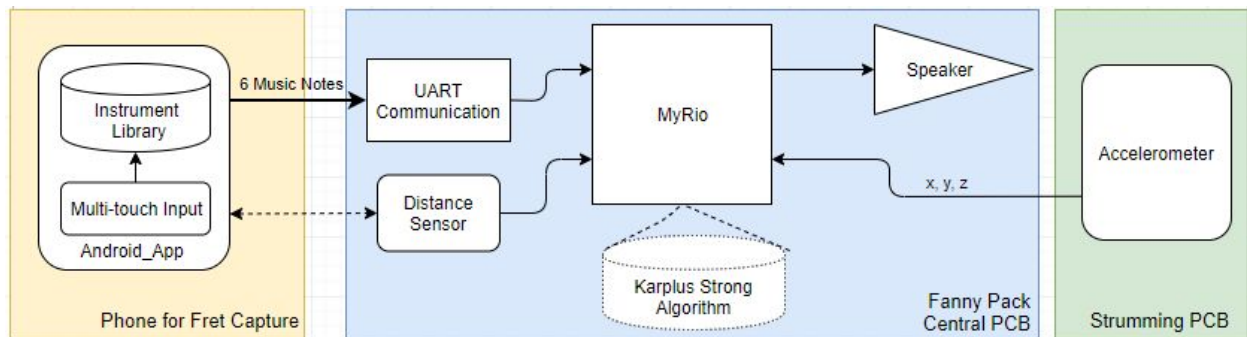 Instrument
Library
Multi-touch Input
Android_App
Phone for Fret Capture
6 Music Notes
UART
Communication
Distance
Sensor
MyRio
Karplus Strong
Algorithm
Speaker
x, y, z
Fanny Pack
Central PCB
Accelerometer
Strumming PCB